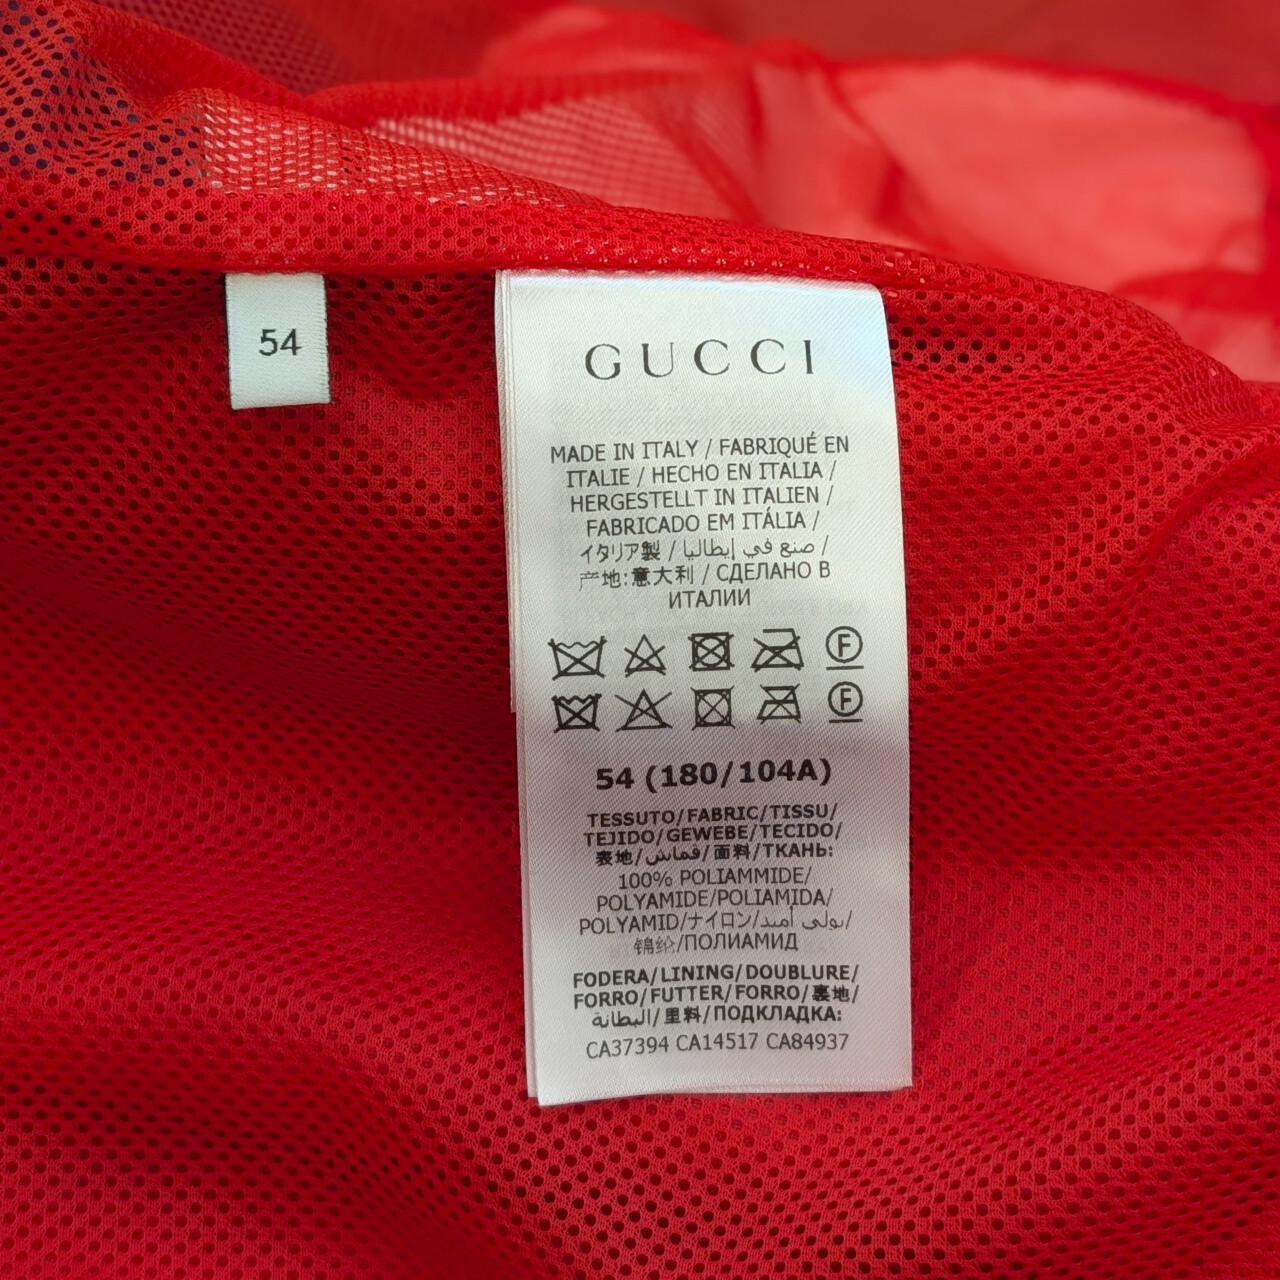 54
GUCCI
MADE IN ITALY / FABRIQUÉ EN
ITALIE / HECHO EN ITALIA /
HERGESTELLT IN ITALIEN /
FABRICADO EM ITÁLIA /
イタリア製 / صنع في إيطاليا /
产地:意大利 / СДЕЛАНО В
ИТАЛИИ
F
F
54 (180/104A)
TESSUTO/FABRIC/TISSU/
TEJIDO/GEWEBE/TECIDO/
表地/قماش/面料/ТКАНЬ:
100% POLIAMMIDE/
POLYAMIDE/POLIAMIDA/
POLYAMID/ナイロン/بولي أميد/
锦纶/ПОЛИАМИД
FODERA/LINING/DOUBLURE/
FORRO/FUTTER/FORRO/裏地/
البطانة/里料/ПОДКЛАДКА:
CA37394 CA14517 CA84937